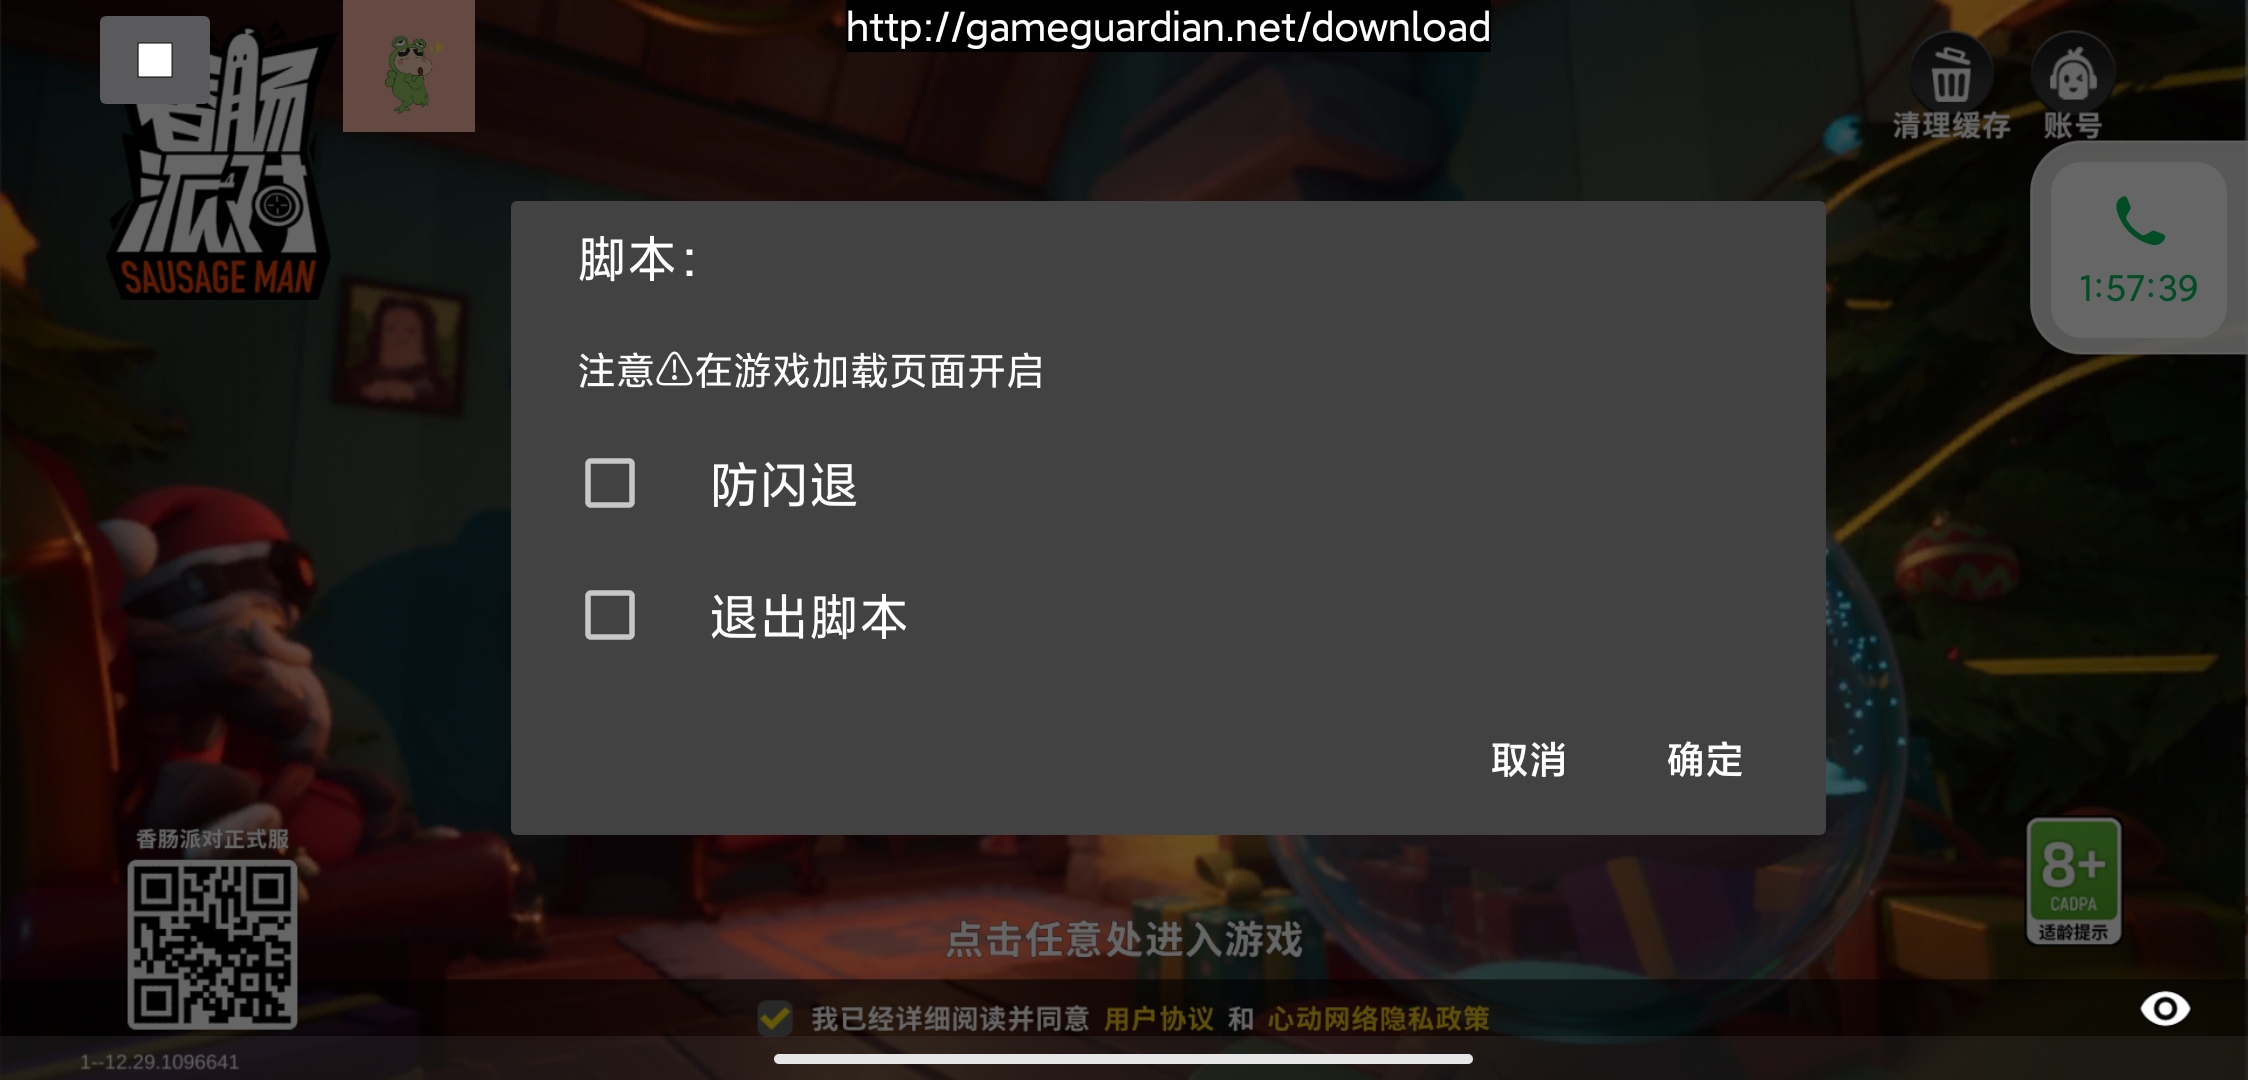 http://gameguardian.net/download
香肠派对
SAUSAGE MAN
清理缓存
账号
1:57:39
脚本：
注意⚠在游戏加载页面开启
防闪退
退出脚本
取消
确定
香肠派对正式服
8+
CADPA
适龄提示
点击任意处进入游戏
我已经详细阅读并同意 用户协议 和 心动网络隐私政策
1--12.29.1096641